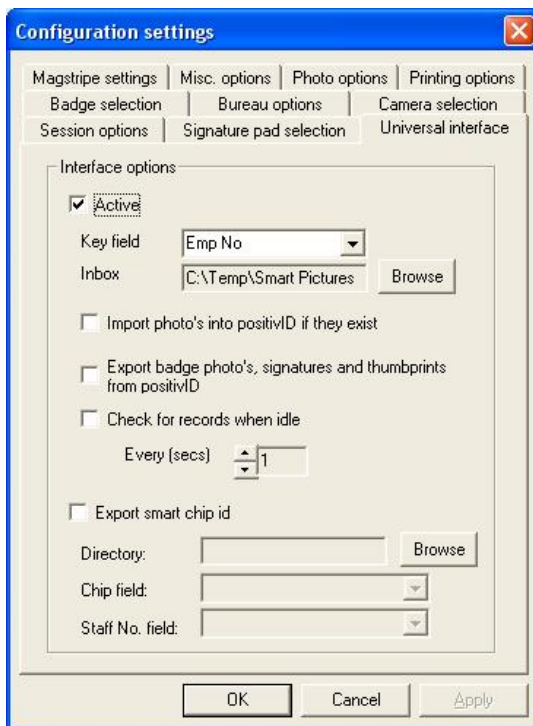 Configuration settings
Magstripe settings Misc. options Photo options Printing options
Badge selection Bureau options Camera selection
Session options Signature pad selection Universal interface
Interface options
Active
Key field Emp No
Inbox C:\Temp\Smart Pictures Browse
Import photo's into positivID if they exist
Export badge photo's, signatures and thumbprints
from positivID
Check for records when idle
Every (secs) 1
Export smart chip id
Directory: Browse
Chip field:
Staff No. field:
OK Cancel Apply